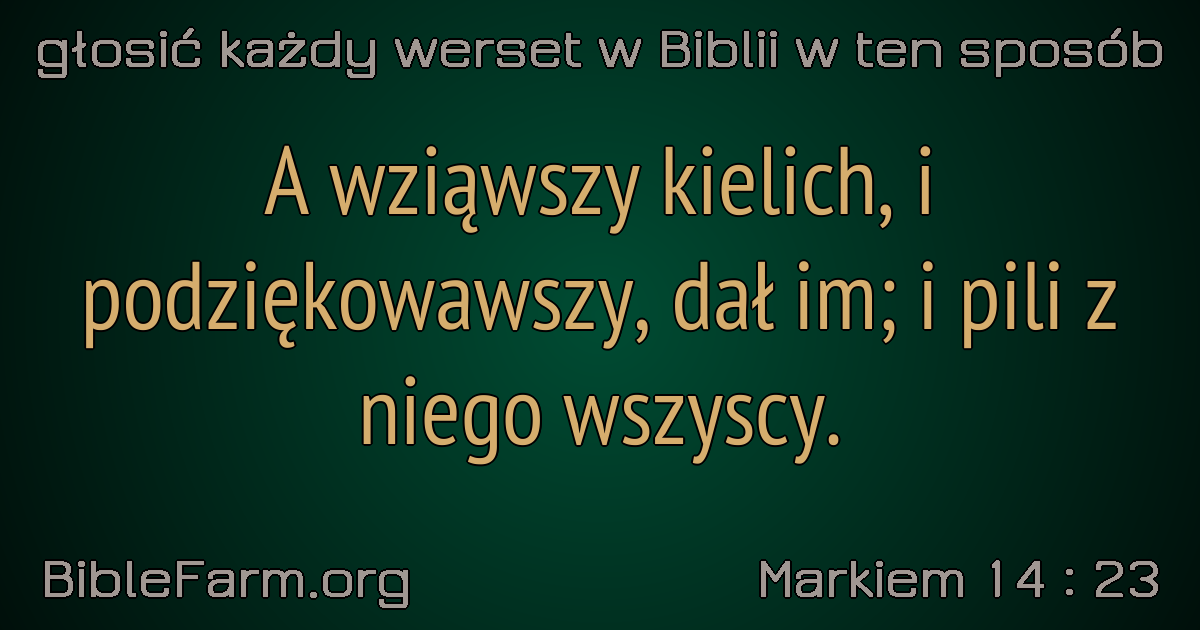 głosić każdy werset w Biblii w ten sposób
A wziąwszy kielich, i
podziękowawszy, dał im; i pili z
niego wszyscy.
BibleFarm.org
Markiem 14 : 23